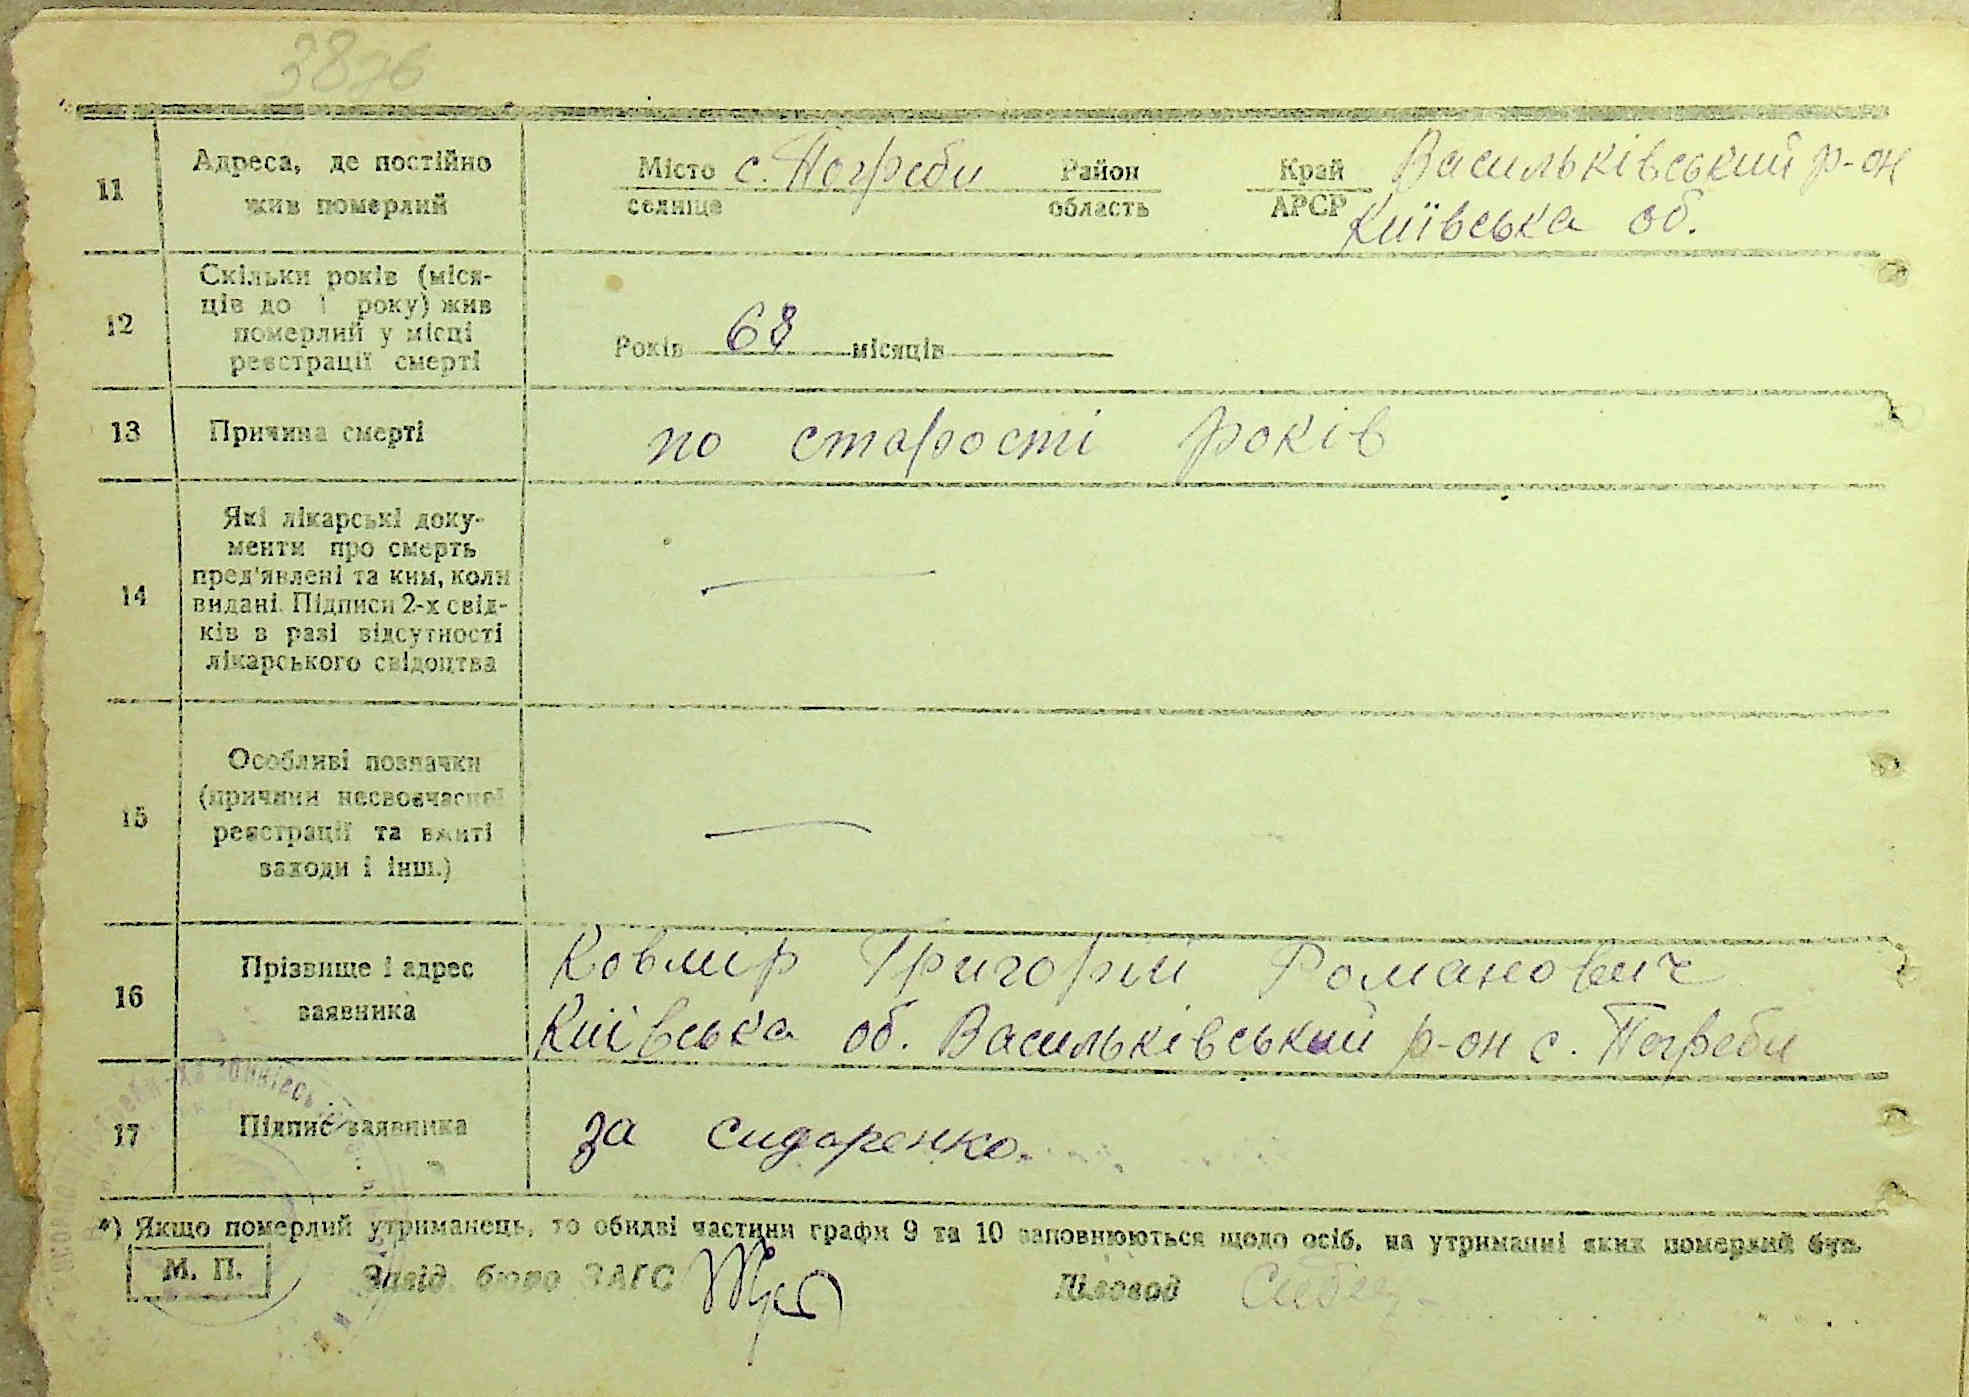 11
Адреса, де постійно
жив померлий
Місто с. Погреби Район Край Васильківський р-он
селище область АРСР Київська об.
12
Скільки років (міся-
ців до 1 року) жив
померлий у місці
реєстрації смерті
Років 68 місяців
13
Причина смерті
по старості років
14
Які лікарські доку-
менти про смерть
пред'явлені та ким, коли
видані. Підписи 2-х свід-
ків в разі відсутності
лікарського свідоцтва
15
Особливі позначки
(причини несвоєчасної
реєстрації та вжиті
заходи і інш.)
16
Прізвище і адрес
заявника
Ковмір Григорій Романович
Київська об. Васильківський р-он с. Погреби
17
Підпис заявника
за Сидоренко.
*) Якщо померлий утриманець, то обидві частини графи 9 та 10 заповнюються щодо осіб, на утриманні яких померлий був.
М. П.
Завід. бюро ЗАГС
Діловод